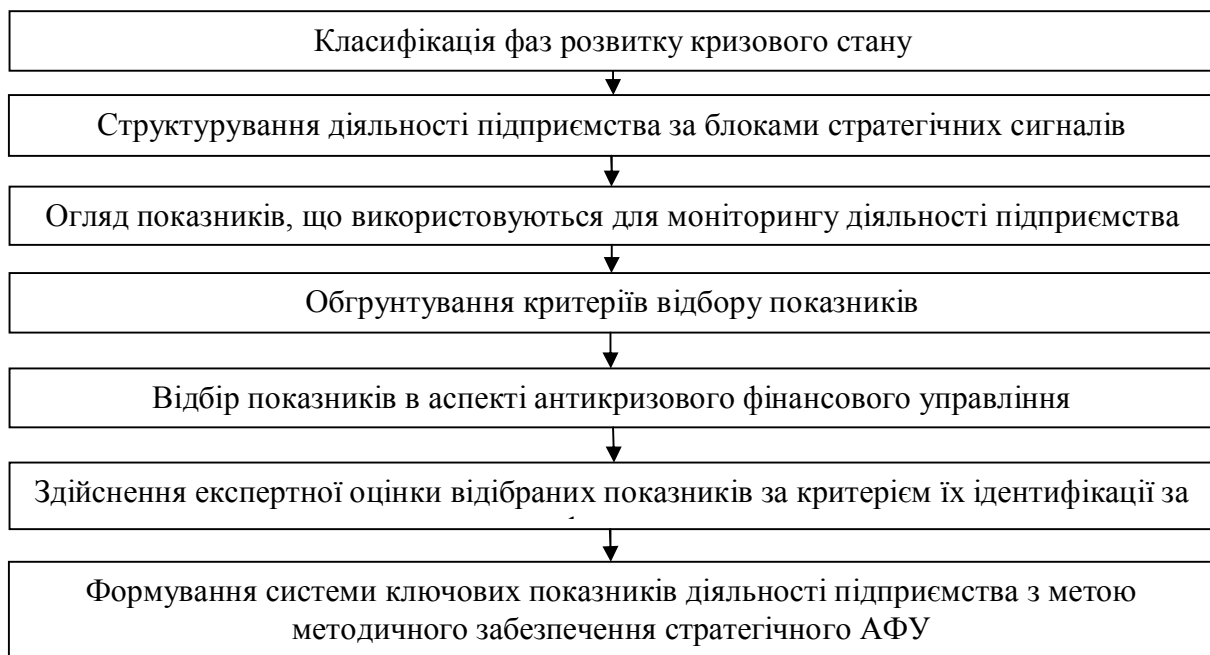 Класифікація фаз розвитку кризового стану
Структурування діяльності підприємства за блоками стратегічних сигналів
Огляд показників, що використовуються для моніторингу діяльності підприємства
Обгрунтування критеріїв відбору показників
Відбір показників в аспекті антикризового фінансового управління
Здійснення експертної оцінки відібраних показників за критерієм їх ідентифікації за
Формування системи ключових показників діяльності підприємства з метою
методичного забезпечення стратегічного АФУ